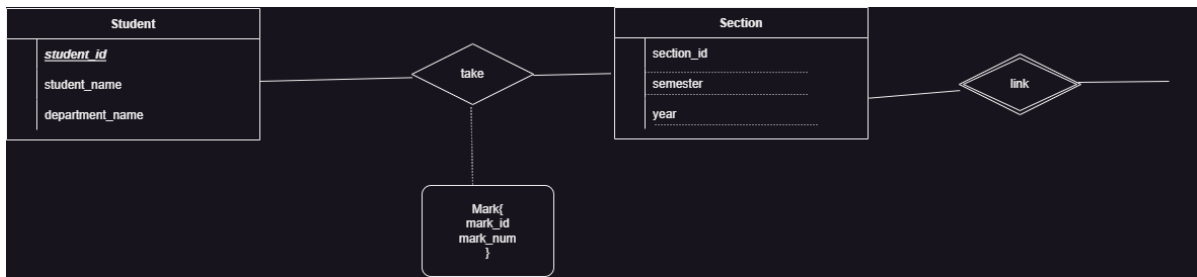 Student
student_id
student_name
department_name
take
Mark{
mark_id
mark_num
}
Section
section_id
semester
year
link